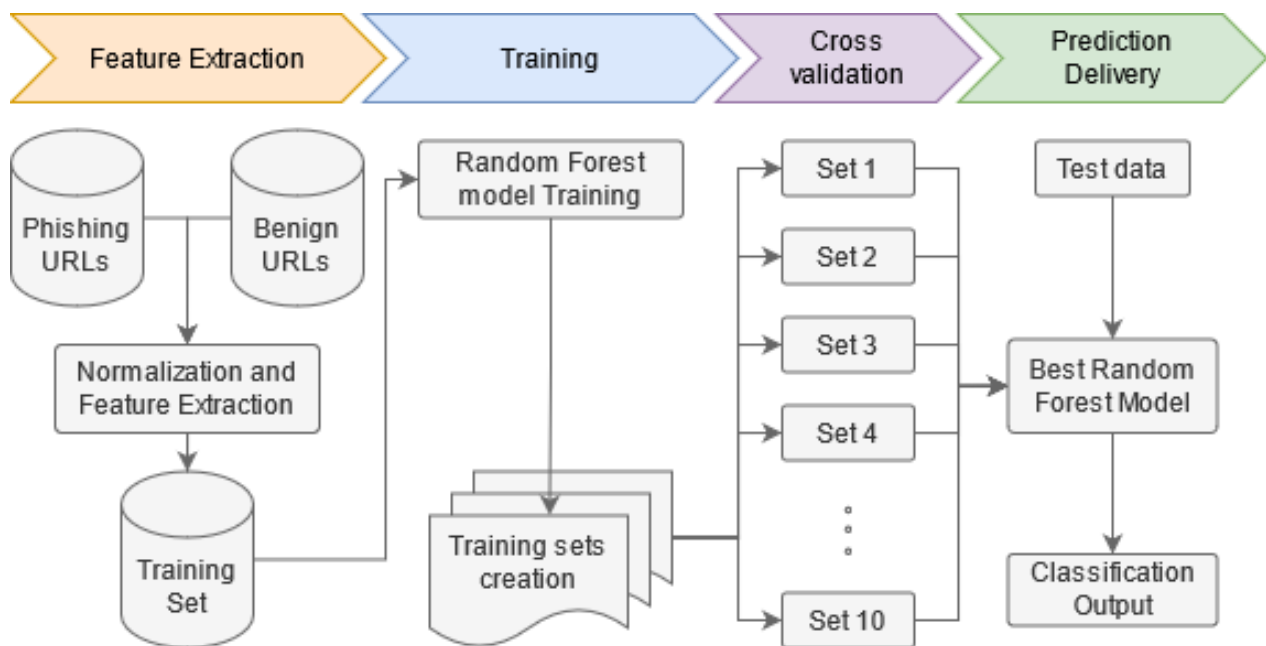 Feature Extraction
Training
Cross
validation
Prediction
Delivery
Phishing
URLs
Benign
URLs
Normalization and
Feature Extraction
Training
Set
Random Forest
model Training
Training sets
creation
Set 1
Set 2
Set 3
Set 4
Set 10
Test data
Best Random
Forest Model
Classification
Output